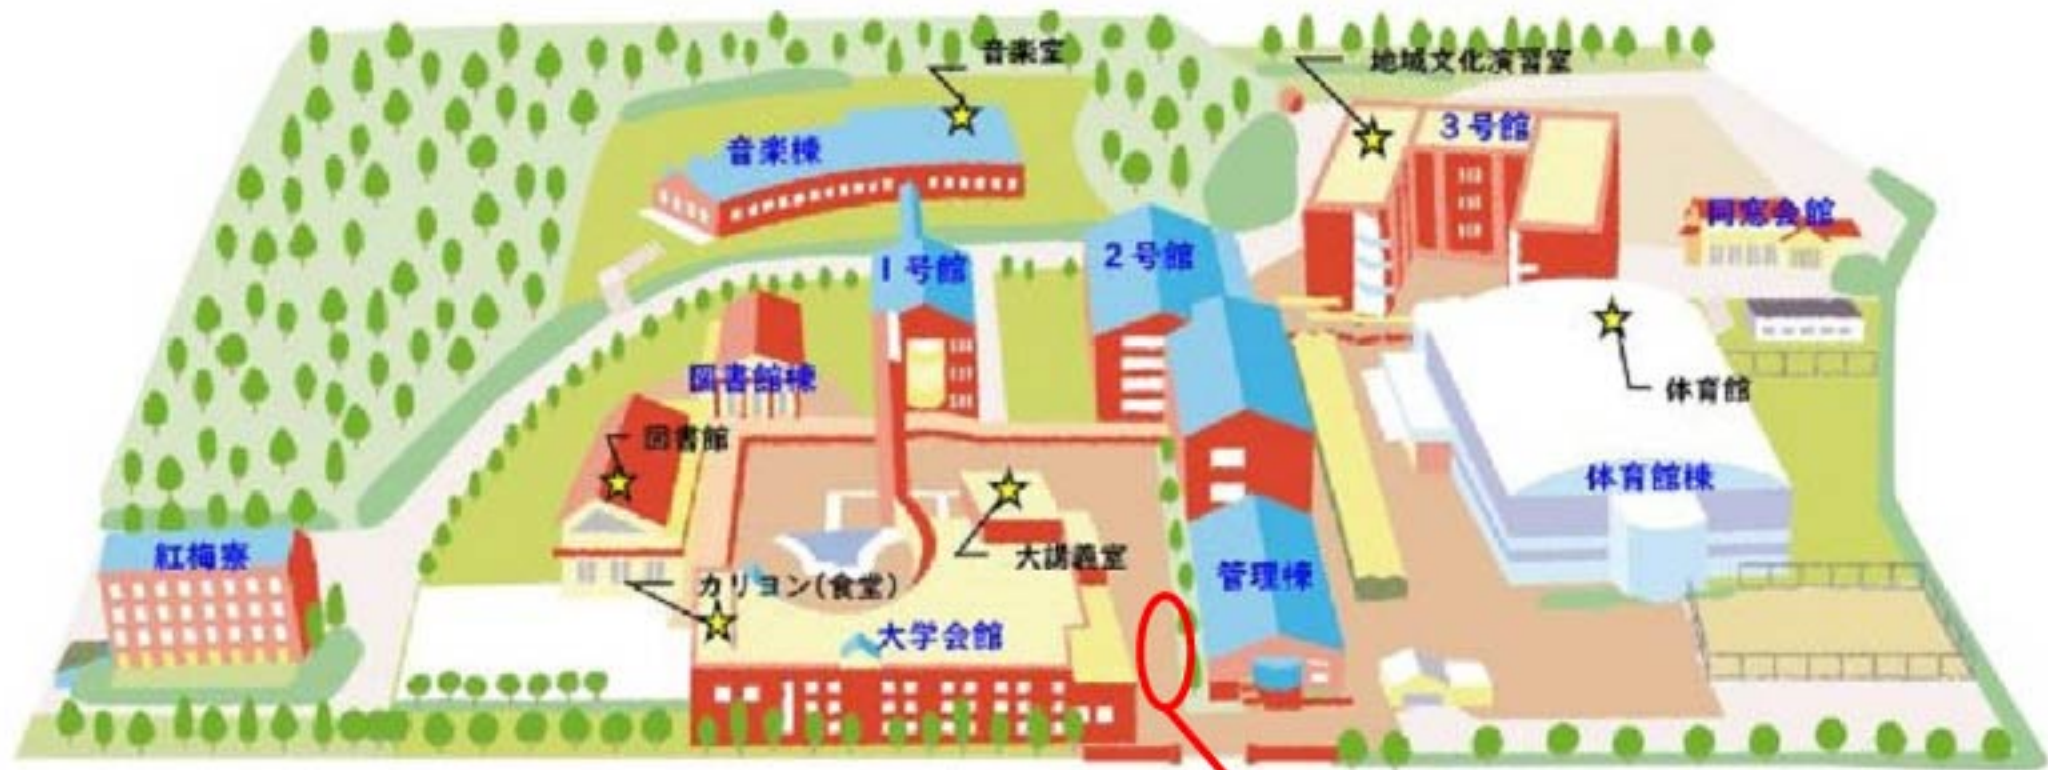 音楽室
地域文化演習室
3号館
音楽棟
同窓会館
2号館
1号館
図書館棟
体育館
図書館
体育館棟
大講義室
紅梅寮
管理棟
カリヨン(食堂)
大学会館